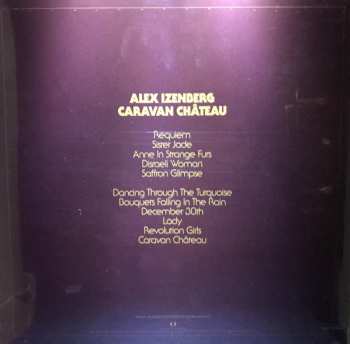 ALEX IZENBERG
CARAVAN CHÂTEAU
Requiem
Sister Jade
Anne In Strange Furs
Disraeli Woman
Saffron Glimpse
Dancing Through The Turquoise
Bouquets Falling In The Rain
December 30th
Lady
Revolution Girls
Caravan Château